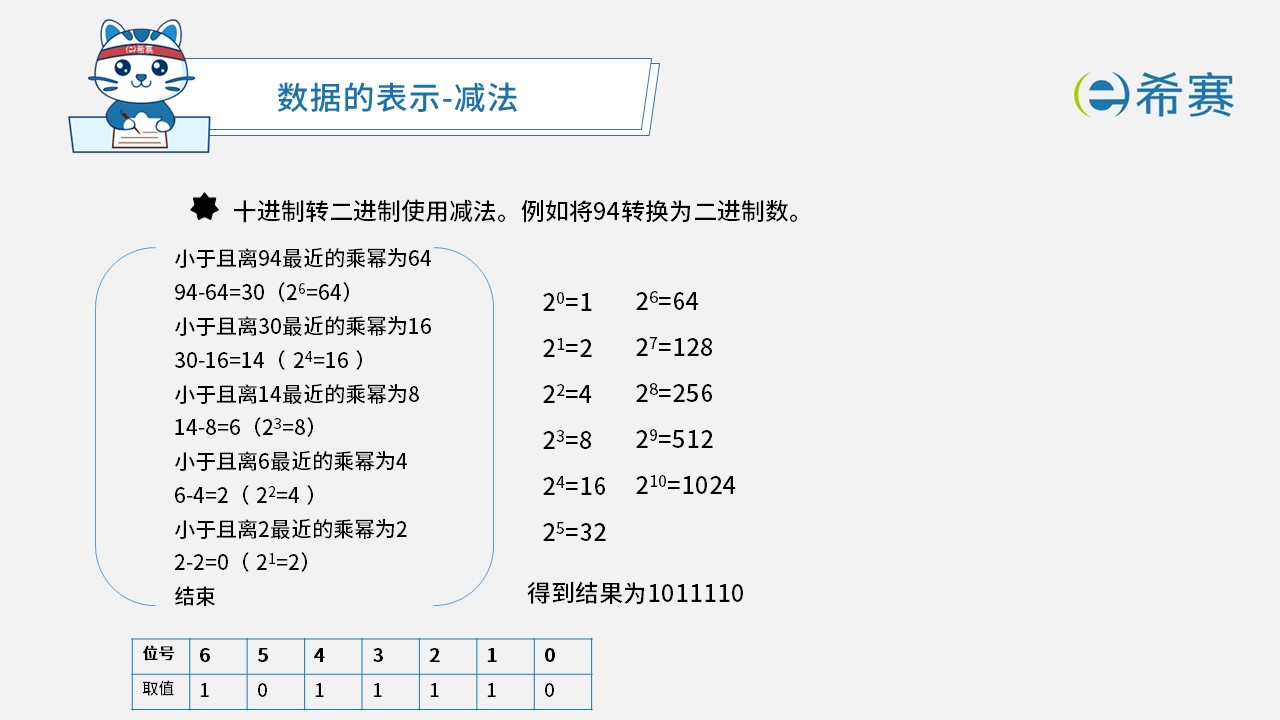 (e)希赛
数据的表示-减法
(e)希赛
十进制转二进制使用减法。例如将94转换为二进制数。
小于且离94最近的乘幂为64
94-64=30（2⁶=64）
小于且离30最近的乘幂为16
30-16=14（ 2⁴=16 ）
小于且离14最近的乘幂为8
14-8=6（2³=8）
小于且离6最近的乘幂为4
6-4=2（ 2²=4 ）
小于且离2最近的乘幂为2
2-2=0（ 2¹=2）
结束
2⁰=1 2⁶=64
2¹=2 2⁷=128
2²=4 2⁸=256
2³=8 2⁹=512
2⁴=16 2¹⁰=1024
2⁵=32
得到结果为1011110
位号 6 5 4 3 2 1 0
取值 1 0 1 1 1 1 0